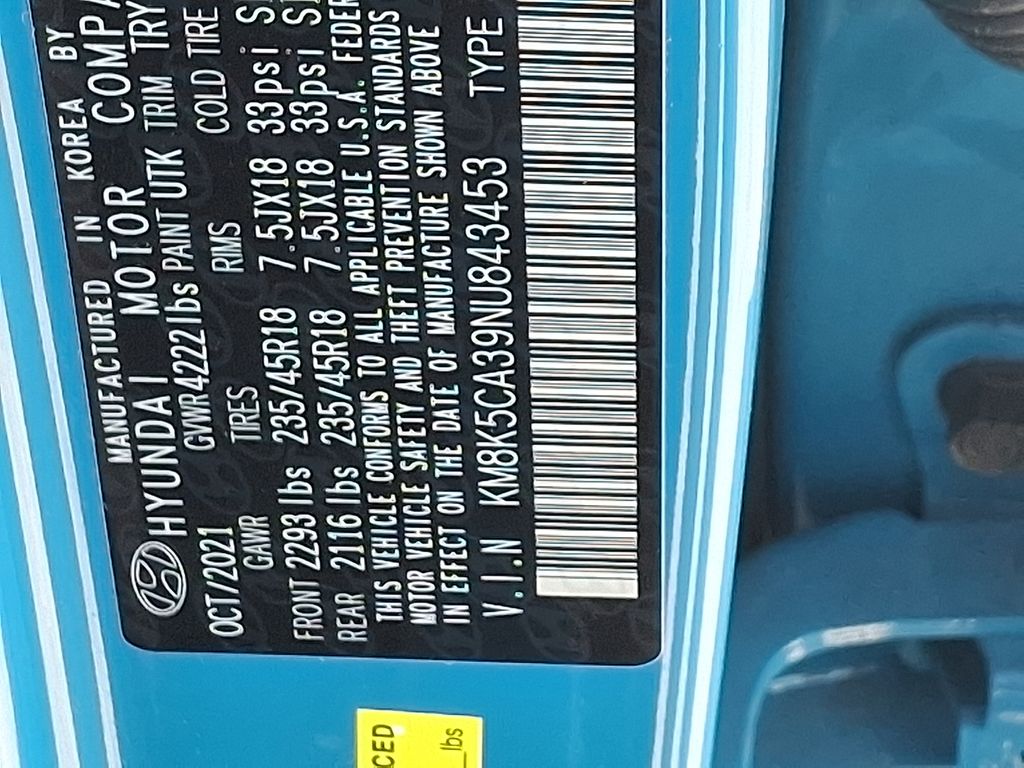 MANUFACTURED IN KOREA BY
HYUNDAI MOTOR COMPA
OCT/2021 GVWR 4222 lbs PAINT UTK TRIM TRY
GAWR TIRES RIMS COLD TIRE
FRONT 2293 lbs 235/45R18 7.5JX18 33psi S
REAR 2116 lbs 235/45R18 7.5JX18 33psi S
THIS VEHICLE CONFORMS TO ALL APPLICABLE U.S.A. FEDER
MOTOR VEHICLE SAFETY AND THEFT PREVENTION STANDARDS
IN EFFECT ON THE DATE OF MANUFACTURE SHOWN ABOVE
V.I.N KM8K5CA39NU843453 TYPE
CED
lbs